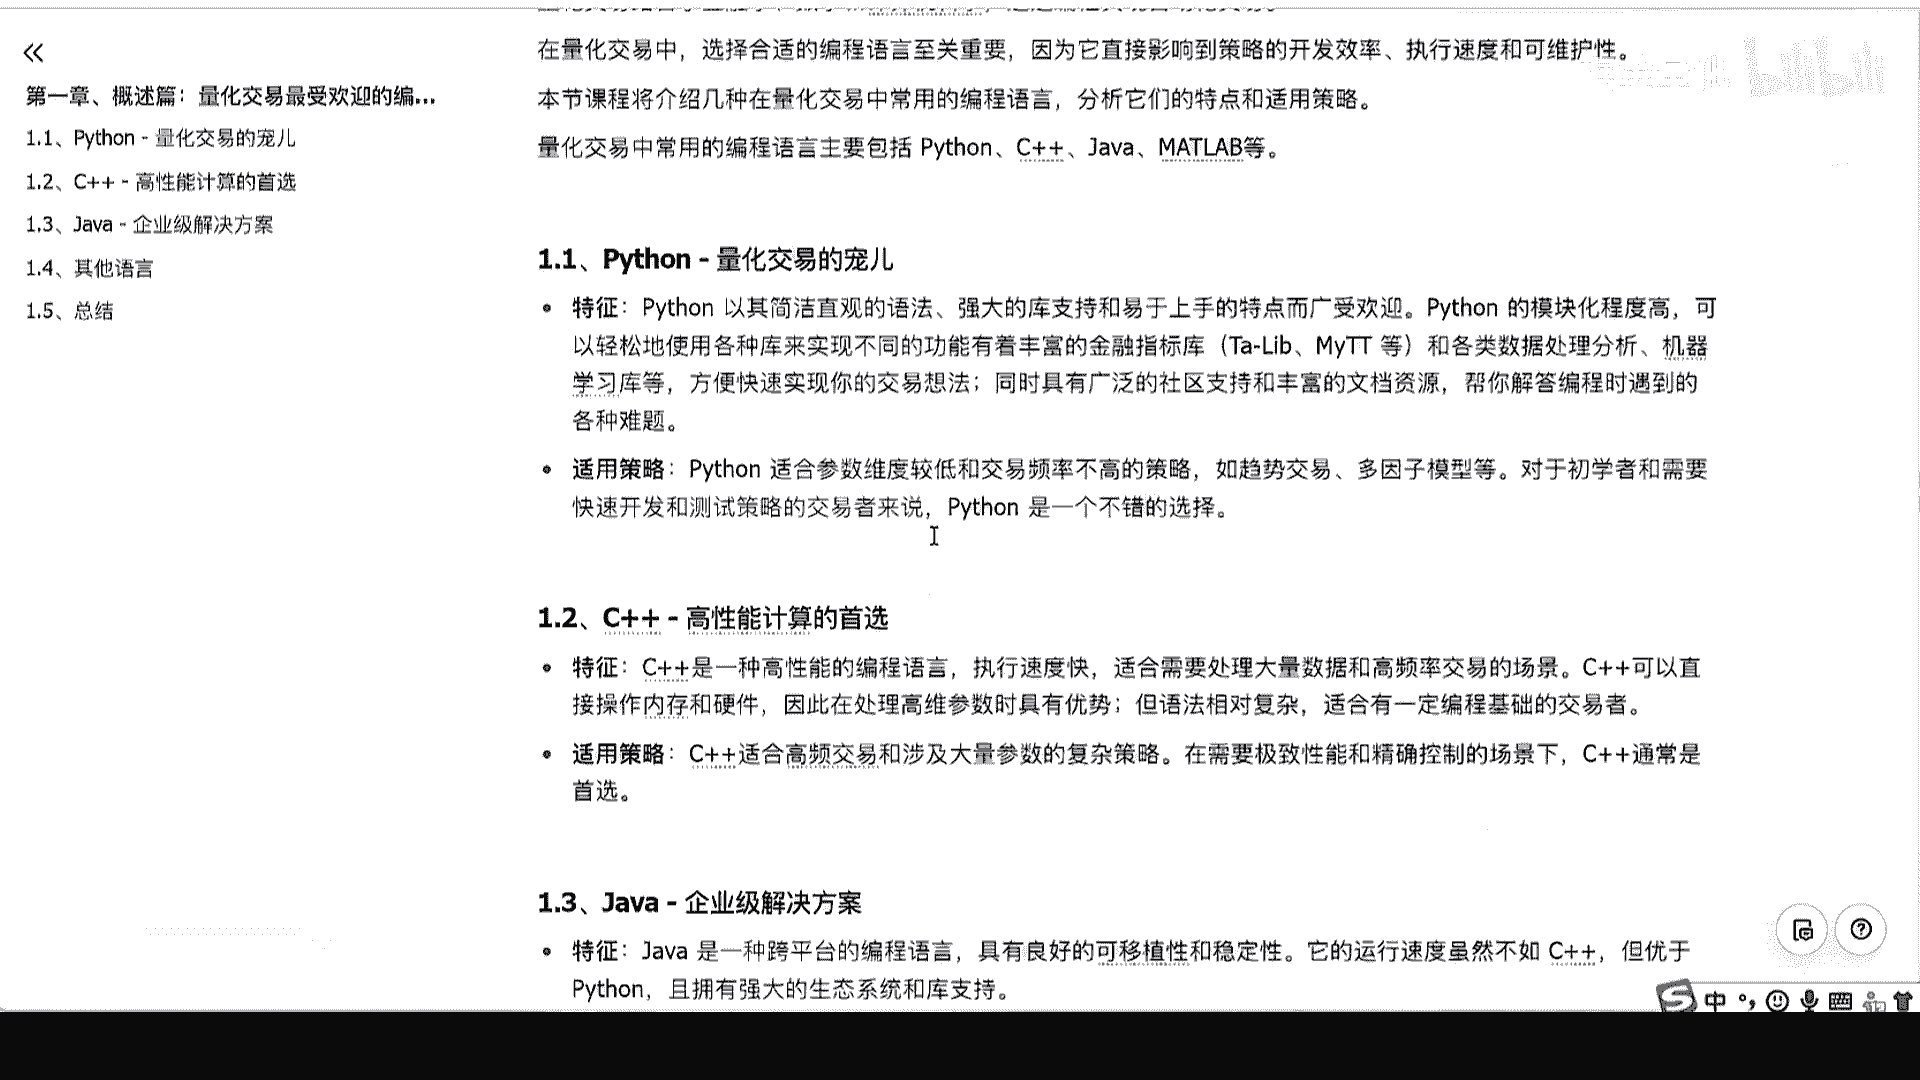 第一章、概述篇：量化交易最受欢迎的编...
1.1、Python - 量化交易的宠儿
1.2、C++ - 高性能计算的首选
1.3、Java - 企业级解决方案
1.4、其他语言
1.5、总结
在量化交易中，选择合适的编程语言至关重要，因为它直接影响到策略的开发效率、执行速度和可维护性。
本节课程将介绍几种在量化交易中常用的编程语言，分析它们的特点和适用策略。
量化交易中常用的编程语言主要包括 Python、C++、Java、MATLAB等。
1.1、Python - 量化交易的宠儿
特征：Python 以其简洁直观的语法、强大的库支持和易于上手的特点而广受欢迎。Python 的模块化程度高，可
以轻松地使用各种库来实现不同的功能有着丰富的金融指标库（Ta-Lib、MyTT 等）和各类数据处理分析、机器
学习库等，方便快速实现你的交易想法；同时具有广泛的社区支持和丰富的文档资源，帮你解答编程时遇到的
各种难题。
适用策略：Python 适合参数维度较低和交易频率不高的策略，如趋势交易、多因子模型等。对于初学者和需要
快速开发和测试策略的交易者来说，Python 是一个不错的选择。
1.2、C++ - 高性能计算的首选
特征：C++是一种高性能的编程语言，执行速度快，适合需要处理大量数据和高频率交易的场景。C++可以直
接操作内存和硬件，因此在处理高维参数时具有优势；但语法相对复杂，适合有一定编程基础的交易者。
适用策略：C++适合高频交易和涉及大量参数的复杂策略。在需要极致性能和精确控制的场景下，C++通常是
首选。
1.3、Java - 企业级解决方案
特征：Java 是一种跨平台的编程语言，具有良好的可移植性和稳定性。它的运行速度虽然不如 C++，但优于
Python，且拥有强大的生态系统和库支持。
中
bilibili